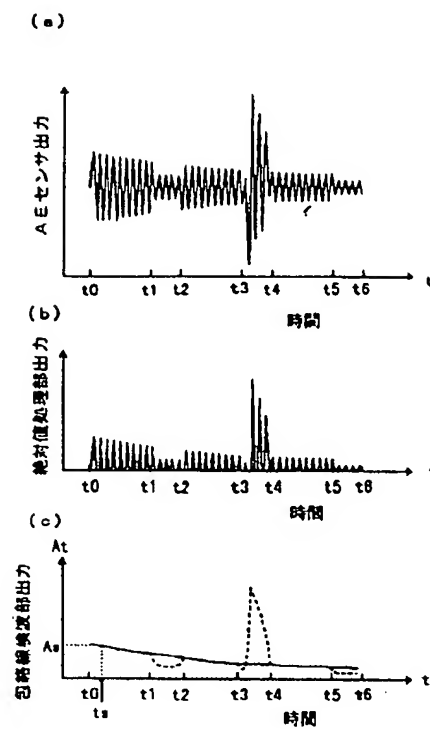 (a)
AEセンサ出力
t0 t1 t2 t3 t4 t5 t6 t
時間
(b)
絶対値処理部出力
t0 t1 t2 t3 t4 t5 t6 t
時間
(c)
At
包絡線検波部出力
As
t0 t1 t2 t3 t4 t5 t6 t
ts
時間